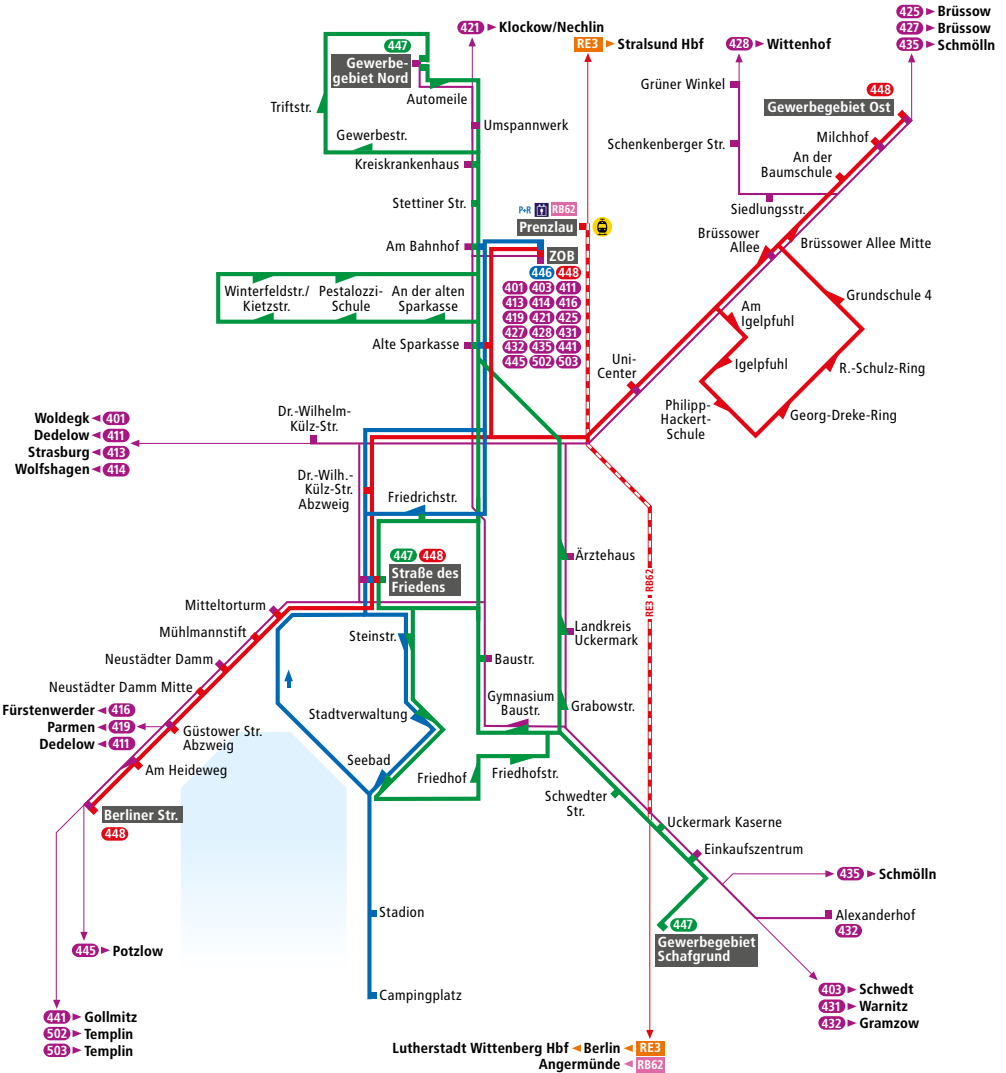 421 Klockow/Nechlin
RE3 Stralsund Hbf
428 Wittenhof
425 Brüssow
427 Brüssow
435 Schmölln
447
Gewerbe-
gebiet Nord
Automeile
Triftstr.
Gewerbestr.
Umspannwerk
Kreiskrankenhaus
Stettiner Str.
Am Bahnhof
Grüner Winkel
Schenkenberger Str.
Siedlungsstr.
448
Gewerbegebiet Ost
Milchhof
An der
Baumschule
Brüssower
Allee
Brüssower Allee Mitte
P+R RB62
Prenzlau
ZOB
446 448
401 403 411
413 414 416
419 421 425
427 428 431
432 435 441
445 502 503
Winterfeldstr./
Kietzstr.
Pestalozzi-
Schule
An der alten
Sparkasse
Alte Sparkasse
Uni-
Center
Am
Igelpfuhl
Igelpfuhl
Philipp-
Hackert-
Schule
Grundschule 4
R.-Schulz-Ring
Georg-Dreke-Ring
Woldegk 401
Dedelow 411
Strasburg 413
Wolfshagen 414
Dr.-Wilhelm-
Külz-Str.
Dr.-Wilh.-
Külz-Str.
Abzweig
Friedrichstr.
447 448
Straße des
Friedens
Ärztehaus
RE3 RB62
Landkreis
Uckermark
Mitteltorturm
Mühlmannstift
Neustädter Damm
Neustädter Damm Mitte
Fürstenwerder 416
Parmen 419
Dedelow 411
Güstower Str.
Abzweig
Am Heideweg
Berliner Str.
448
Steinstr.
Baustr.
Gymnasium
Baustr.
Grabowstr.
Stadtverwaltung
Seebad
Friedhof
Friedhofstr.
Schwedter
Str.
Uckermark Kaserne
Einkaufszentrum
435 Schmölln
Alexanderhof
432
447
Gewerbegebiet
Schafgrund
Stadion
Campingplatz
445 Potzlow
441 Gollmitz
502 Templin
503 Templin
403 Schwedt
431 Warnitz
432 Gramzow
Lutherstadt Wittenberg Hbf Berlin RE3
Angermünde RB62